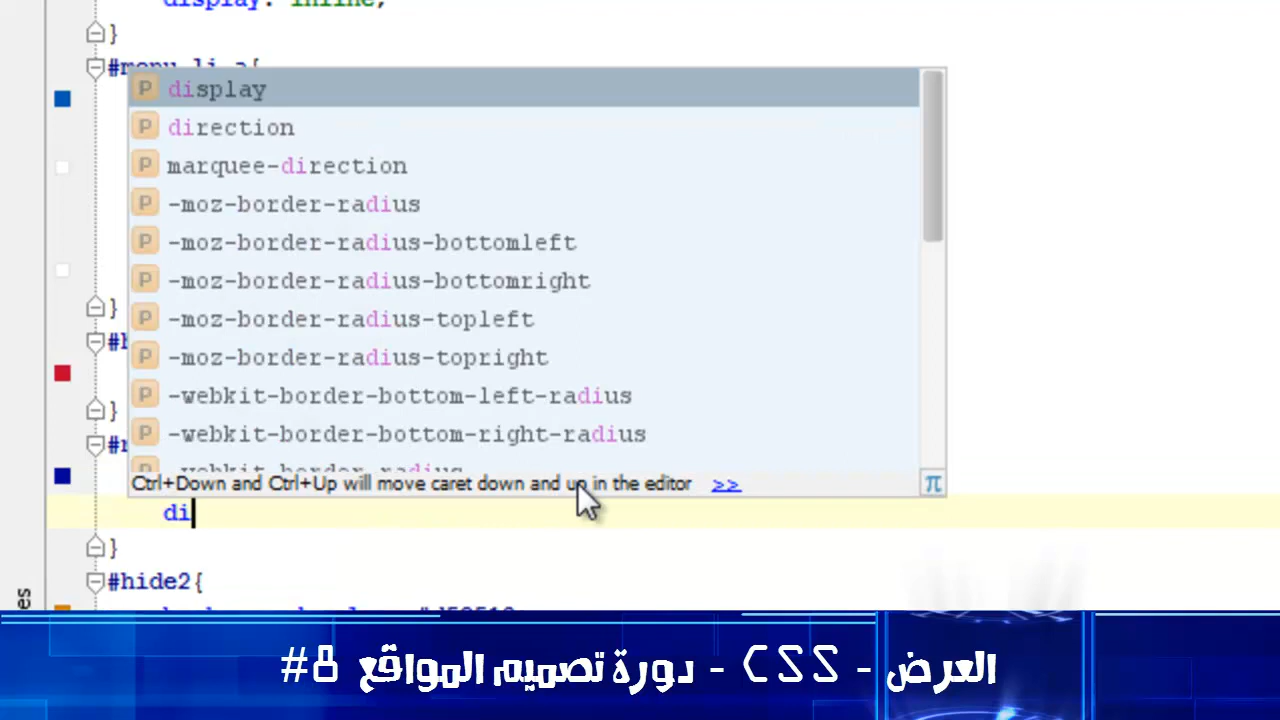 display: inline;
}
#menu li a{
display
direction
marquee-direction
-moz-border-radius
-moz-border-radius-bottomleft
-moz-border-radius-bottomright
-moz-border-radius-topleft
-moz-border-radius-topright
-webkit-border-bottom-left-radius
-webkit-border-bottom-right-radius
-webkit-border-radius
}
}
Ctrl+Down and Ctrl+Up will move caret down and up in the editor >> π
di
}
#hide2{
العرض - CSS - دورة تصميم المواقع #8